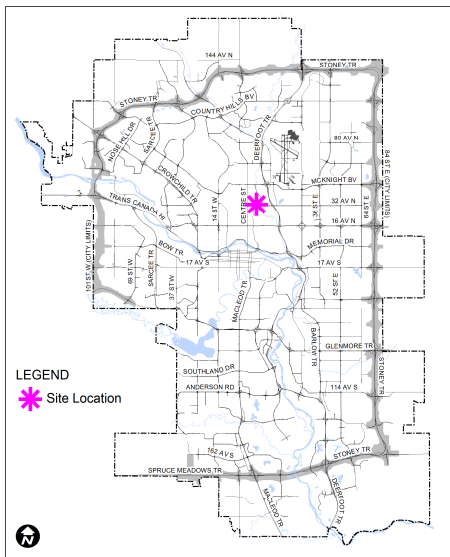 144 AV N
STONEY TR
STONEY TR
COUNTRY HILLS BV
NOSE HILL DR
SARCEE TR
DEERFOOT TR
80 AV N
84 ST E (CITY LIMITS)
CROWCHILD TR
MCKNIGHT BV
TRANS CANADA HI
14 ST W
CENTRE ST
36 ST E
32 AV N
64 ST E
16 AV N
101 ST W (CITY LIMITS)
BOW TR
MEMORIAL DR
17 AV S
17 AV S
69 ST W
SARCEE TR
37 ST W
MACLEOD TR
52 ST E
BARLOW TR
GLENMORE TR
STONEY TR
SOUTHLAND DR
ANDERSON RD
114 AV S
LEGEND
Site Location
162 AV S
STONEY TR
SPRUCE MEADOWS TR
MACLEOD TR
DEERFOOT TR
N